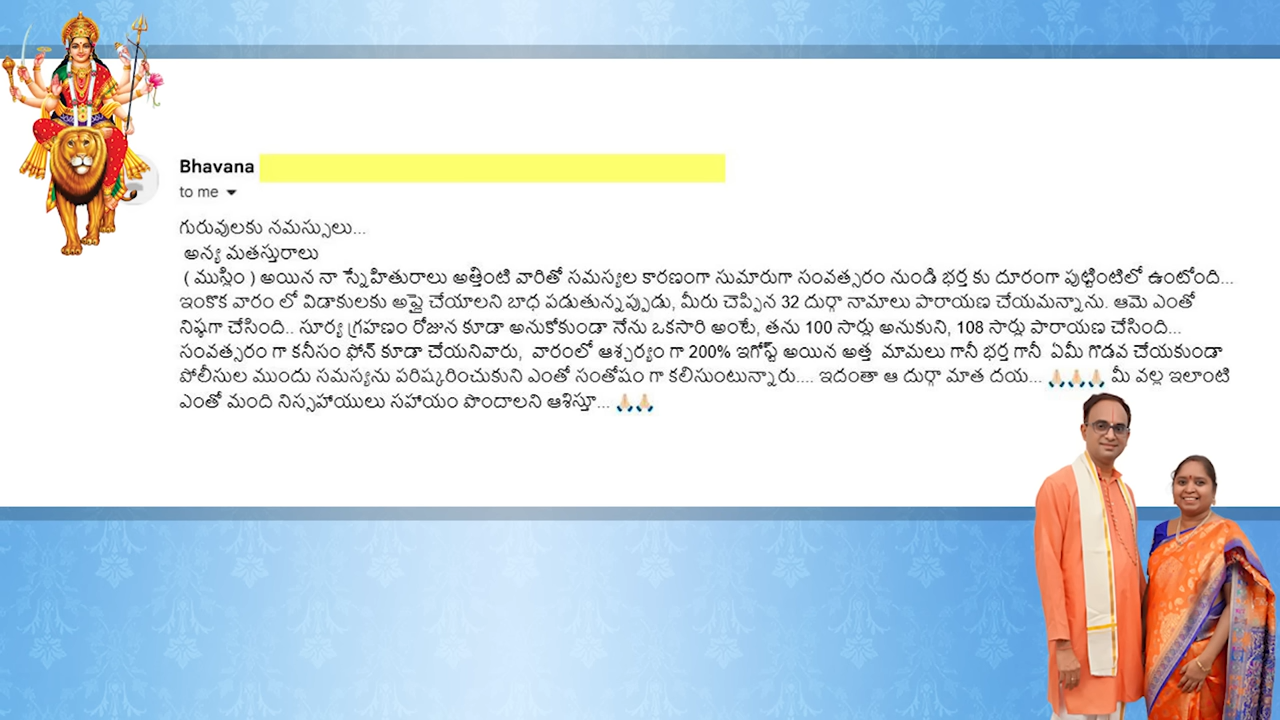 Bhavana
to me
గురువులకు నమస్సులు...
అన్య మతస్తురాలు
( ముస్లిం ) అయిన నా స్నేహితురాలు అత్తింటి వారితో సమస్యల కారణంగా సుమారుగా సంవత్సరం నుండి భర్త కు దూరంగా పుట్టింటిలో ఉంటోంది...
ఇంకొక వారం లో విడాకులకు అప్లై చేయాలని బాధ పడుతున్నప్పుడు, మీరు చెప్పిన 32 దుర్గా నామాలు పారాయణ చేయమన్నాను. ఆమె ఎంతో
నిష్ఠగా చేసింది.. సూర్య గ్రహణం రోజున కూడా అనుకోకుండా నేను ఒకసారి అంటే, తను 100 సార్లు అనుకుని, 108 సార్లు పారాయణ చేసింది...
సంవత్సరం గా కనీసం ఫోన్ కూడా చేయనివారు, వారంలో ఆశ్చర్యం గా 200% ఇగోస్ట్ అయిన అత్త మామలు గానీ భర్త గానీ ఏమీ గొడవ చేయకుండా
పోలీసుల ముందు సమస్యను పరిష్కరించుకుని ఎంతో సంతోషం గా కలిసుంటున్నారు.... ఇదంతా ఆ దుర్గా మాత దయ... 🙏🏻🙏🏻🙏🏻 మీ వల్ల ఇలాంటి
ఎంతో మంది నిస్సహాయులు సహాయం పొందాలని ఆశిస్తూ... 🙏🏻🙏🏻